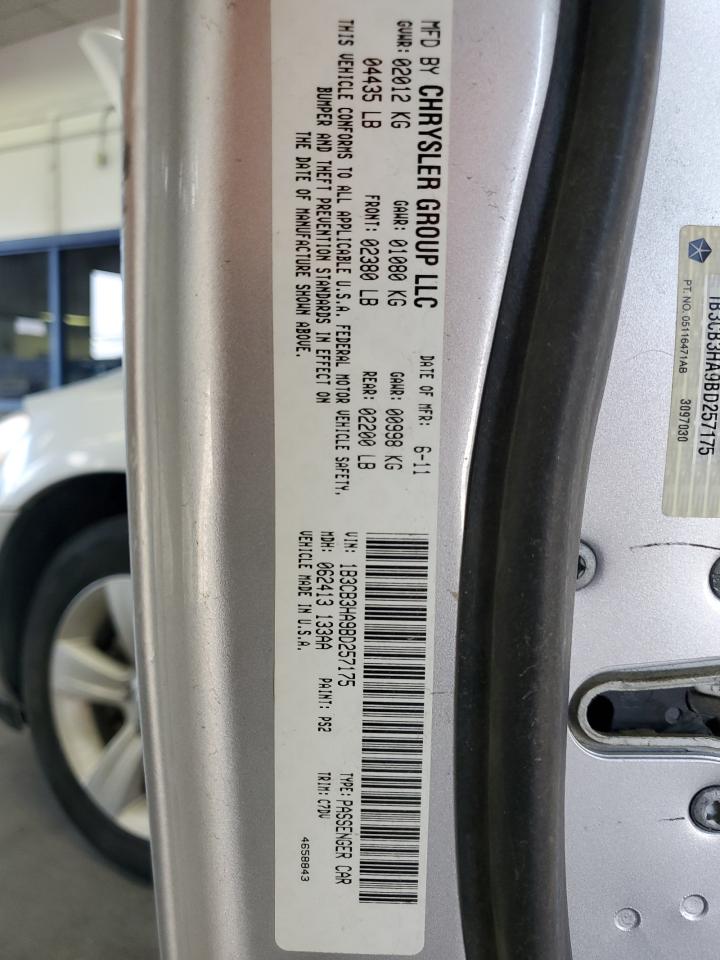 MFD BY CHRYSLER GROUP LLC DATE OF MFR: 6-11
GVWR: 02012 KG GAWR: 01080 KG GAWR: 00998 KG
04435 LB FRONT: 02380 LB REAR: 02200 LB
THIS VEHICLE CONFORMS TO ALL APPLICABLE U.S.A. FEDERAL MOTOR VEHICLE SAFETY,
BUMPER AND THEFT PREVENTION STANDARDS IN EFFECT ON
THE DATE OF MANUFACTURE SHOWN ABOVE.
VIN: 1B3CB3HA9BD257175 TYPE: PASSENGER CAR
MDH: 062413 133AA PAINT: PS2 TRIM: C7DV
VEHICLE MADE IN U.S.A.
4658843
1B3CB3HA9BD257175
PT. NO. 05116471AB 3097030